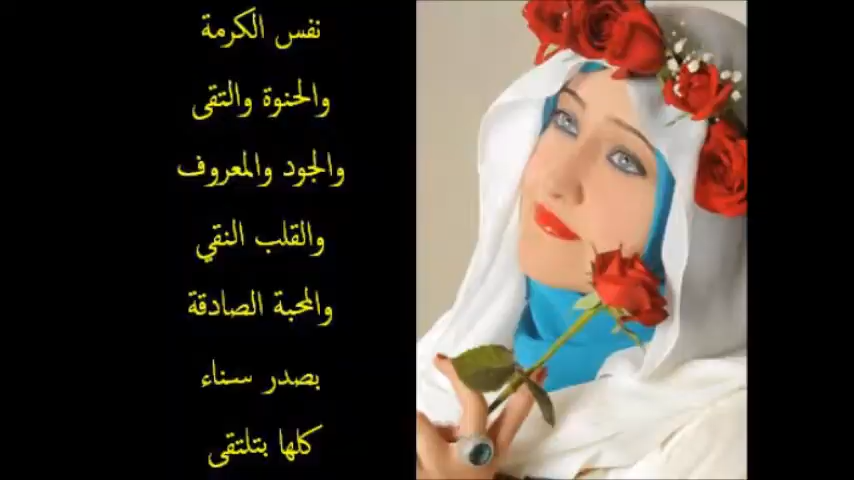 نفس الكرمة
والحنوة والتقى
والجود والمعروف
والقلب النقي
والمحبة الصادقة
بصدر سناء
كلها بتلتقى